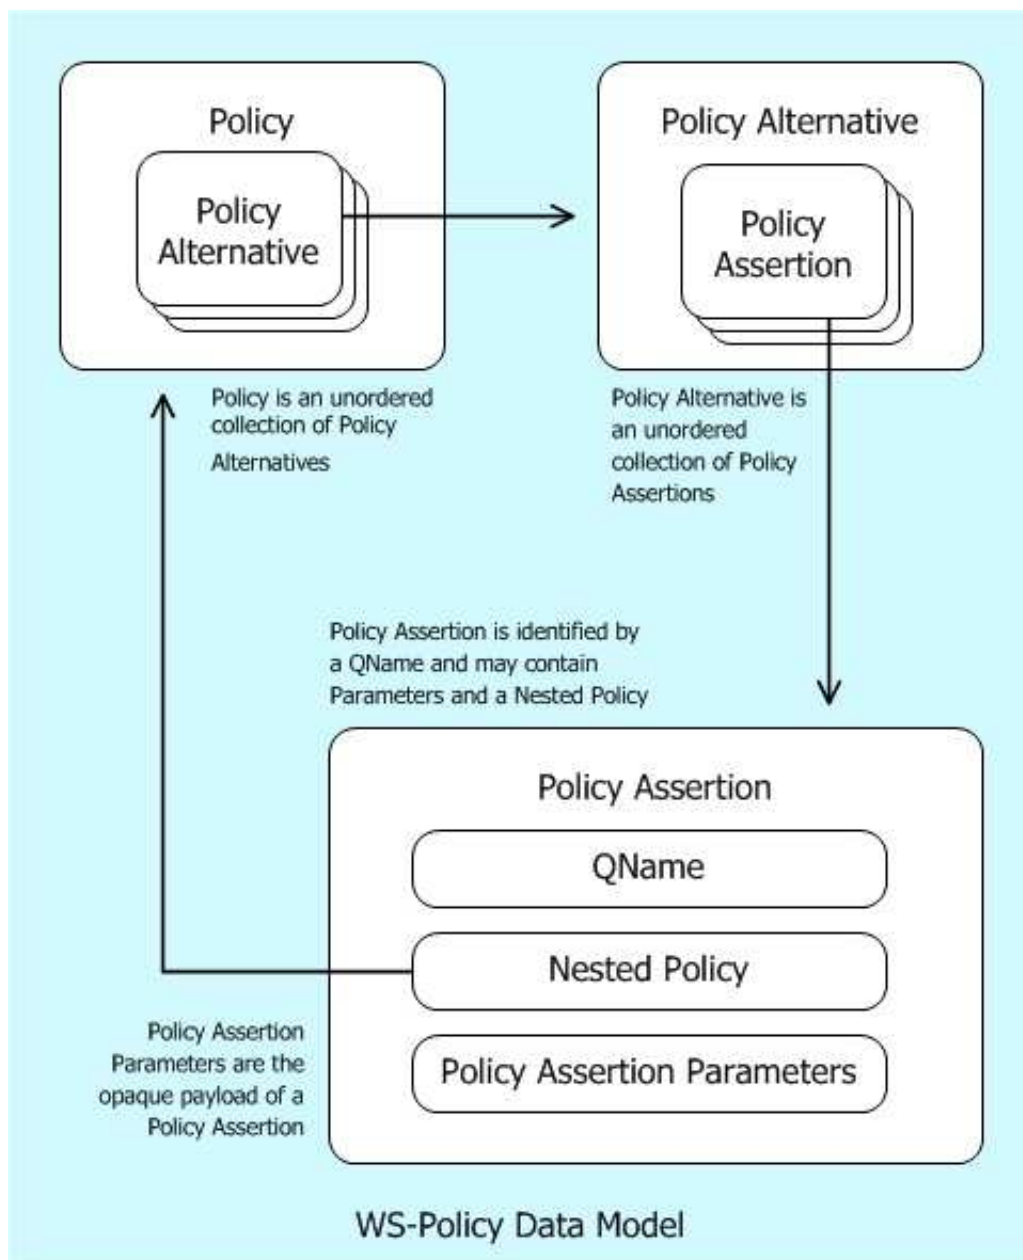 Policy
Policy
Alternative
Policy is an unordered
collection of Policy
Alternatives
Policy Alternative
Policy
Assertion
Policy Alternative is
an unordered
collection of Policy
Assertions
Policy Assertion is identified by
a QName and may contain
Parameters and a Nested Policy
Policy Assertion
QName
Nested Policy
Policy Assertion Parameters
Policy Assertion
Parameters are the
opaque payload of a
Policy Assertion
WS-Policy Data Model